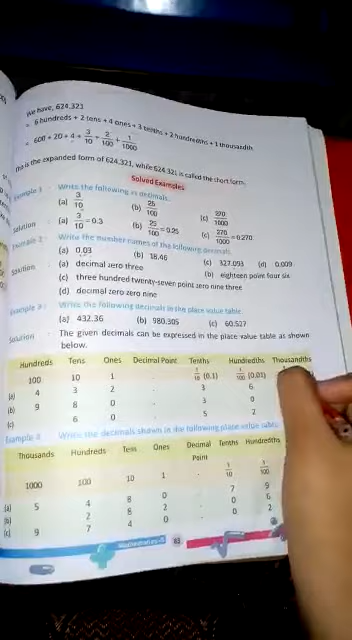 We have, 624.321
= 6 hundreds + 2 tens + 4 ones + 3 tenths + 2 hundredths + 1 thousandth
= 600 + 20 + 4 + 3/10 + 2/100 + 1/1000
is the expanded form of 624.321, while 624.321 is called the short form.
Solved Examples
Example 1 : Write the following as decimals.
(a) 3/10 (b) 25/100 (c) 270/1000
Solution : (a) 3/10 = 0.3 (b) 25/100 = 0.25 (c) 270/1000 = 0.270
Example 2 : Write the number names of the following decimals.
(a) 0.03 (b) 18.46 (c) 327.093 (d) 0.009
Solution : (a) decimal zero three (b) eighteen point four six
(c) three hundred twenty-seven point zero nine three
(d) decimal zero zero nine
Example 3 : Write the following decimals in the place value table.
(a) 432.36 (b) 980.305 (c) 60.527
Solution : The given decimals can be expressed in the place value table as shown
below.
Hundreds Tens Ones Decimal Point Tenths Hundredths Thousandths
100 10 1 . 1/10 (0.1) 1/100 (0.01)
(a) 4 3 2 . 3 6
(b) 9 8 0 . 3 0
(c) 6 0 . 5 2
Example 4 : Write the decimals shown in the following place value table.
Thousands Hundreds Tens Ones Decimal Point Tenths Hundredths
1000 100 10 1 . 1/10 1/100
(a) 5 4 8 0 . 7 9
(b) 2 8 2 . 0 6
(c) 9 7 4 0 . 0 2
Mathematics-5 63